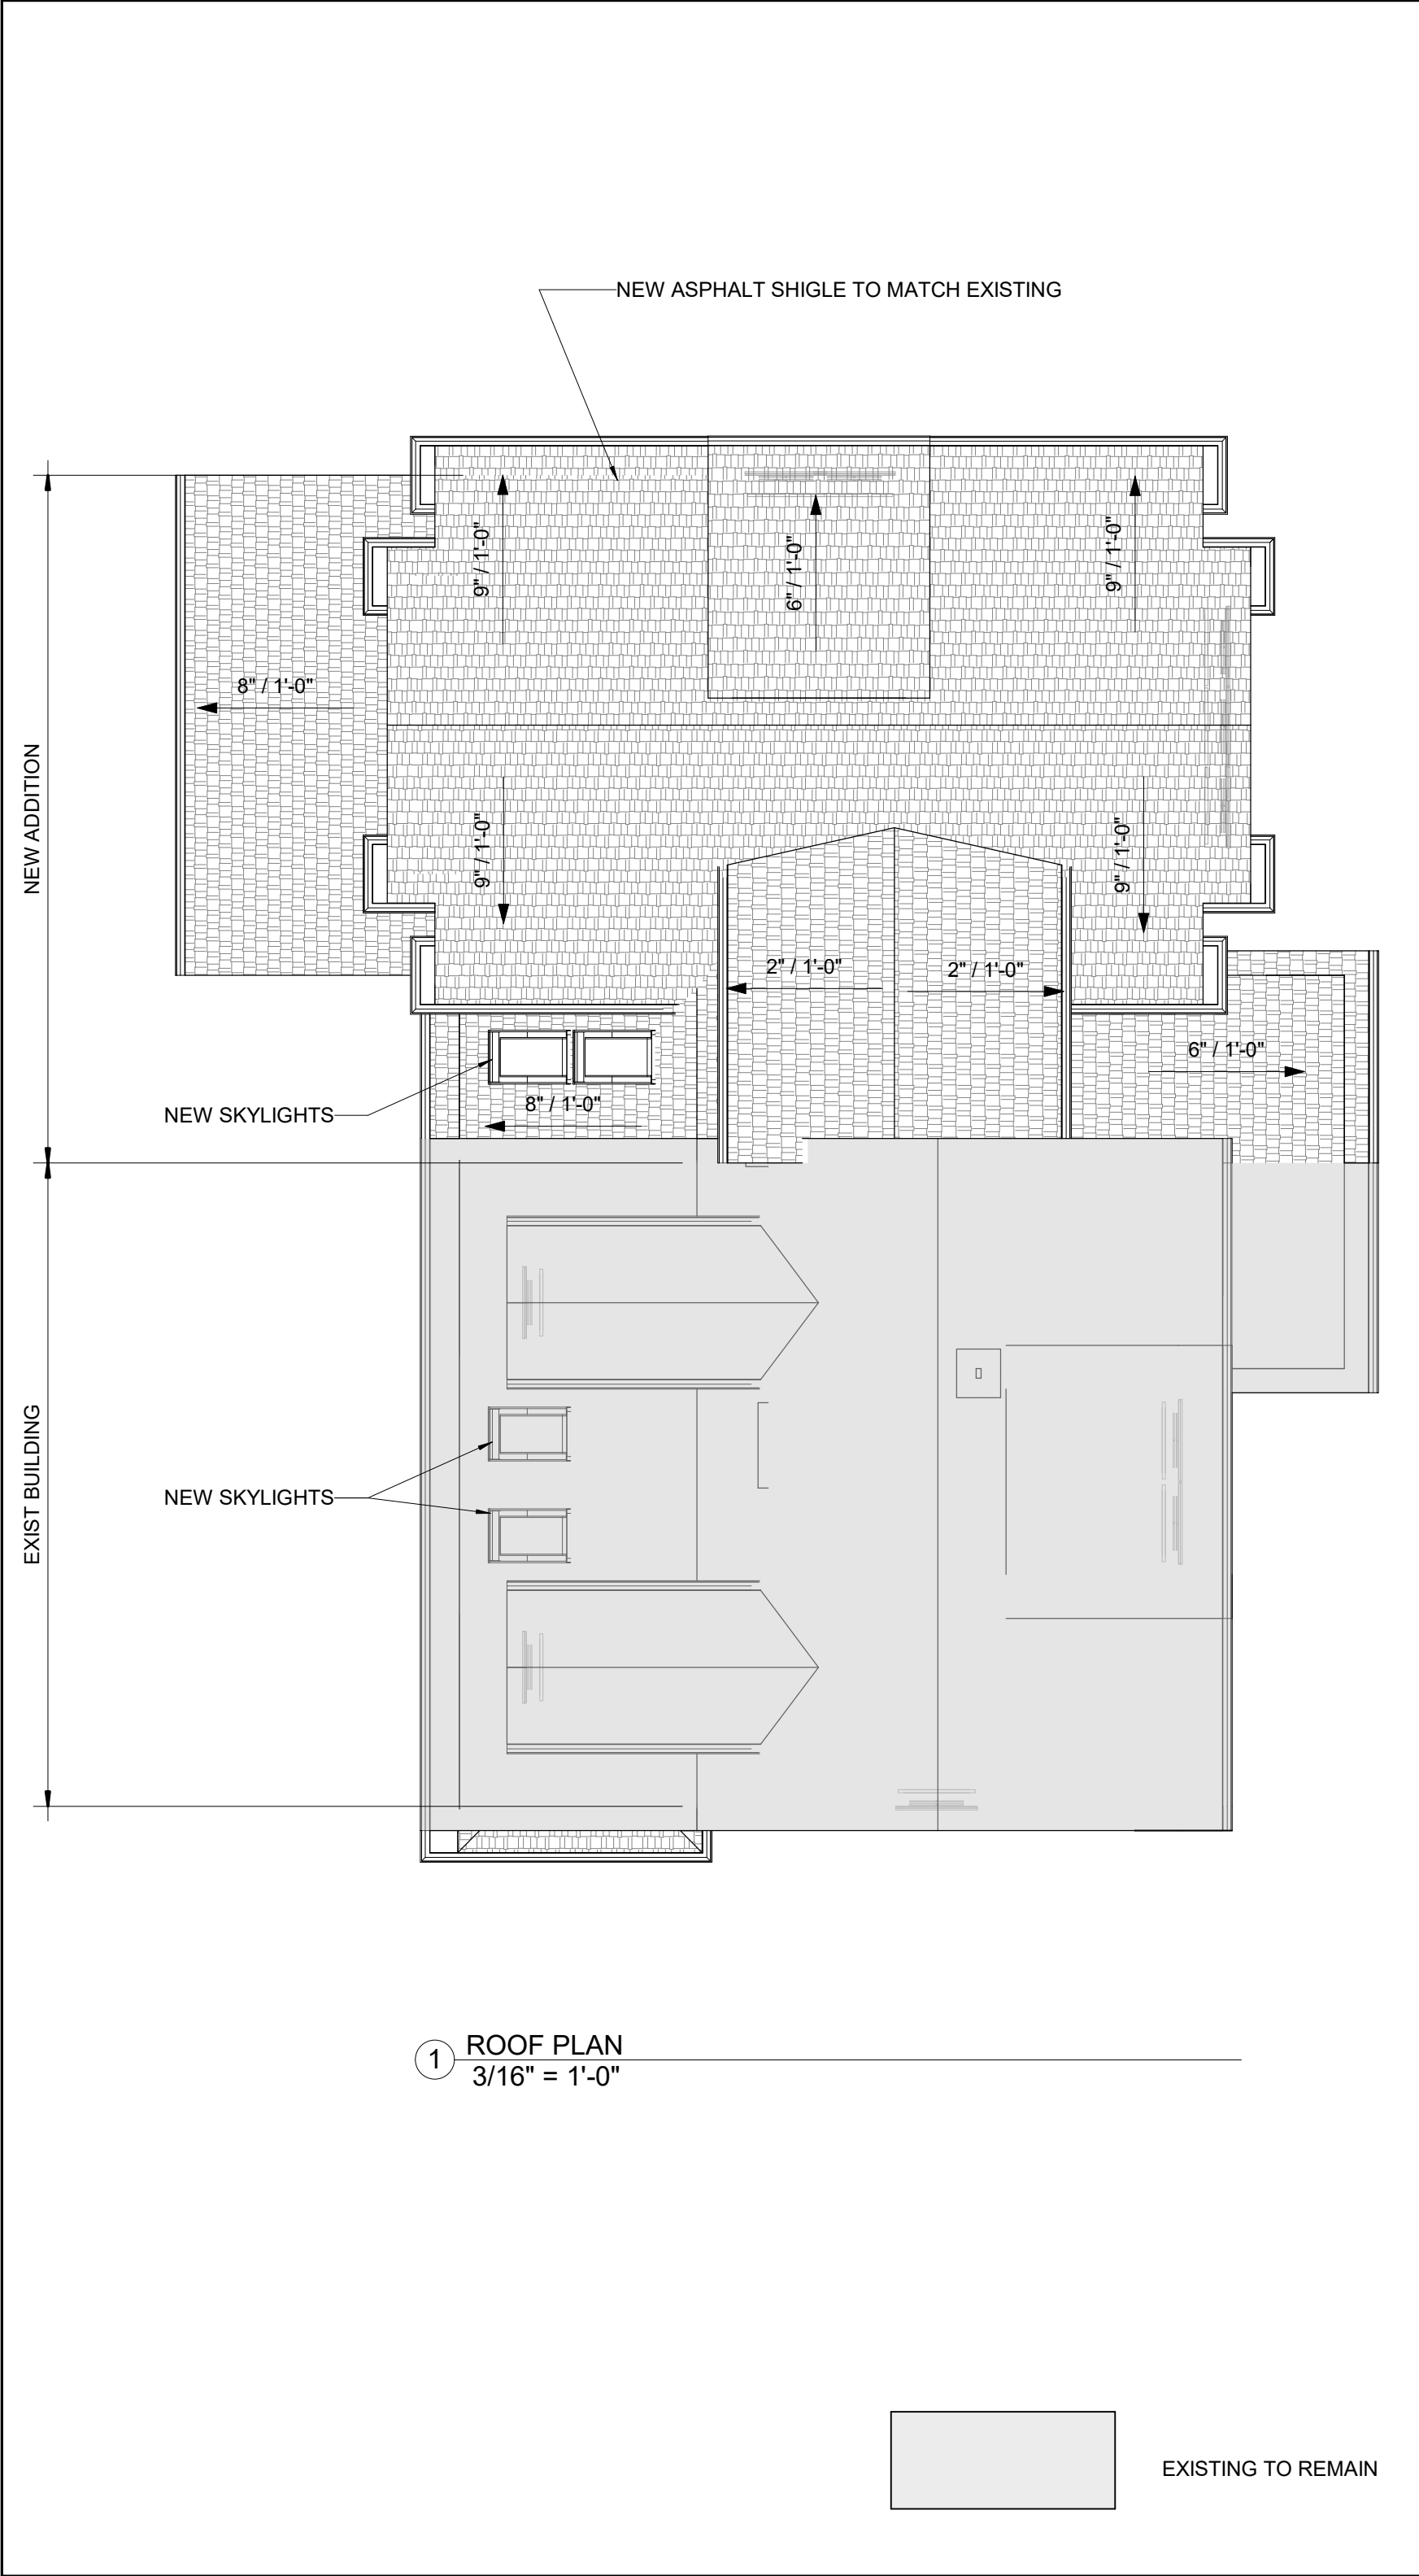 NEW ASPHALT SHIGLE TO MATCH EXISTING
9" / 1'-0"
6" / 1'-0"
9" / 1'-0"
8" / 1'-0"
NEW ADDITION
9" / 1'-0"
9" / 1'-0"
2" / 1'-0"
2" / 1'-0"
6" / 1'-0"
NEW SKYLIGHTS
8" / 1'-0"
EXIST BUILDING
NEW SKYLIGHTS
1
ROOF PLAN
3/16" = 1'-0"
EXISTING TO REMAIN